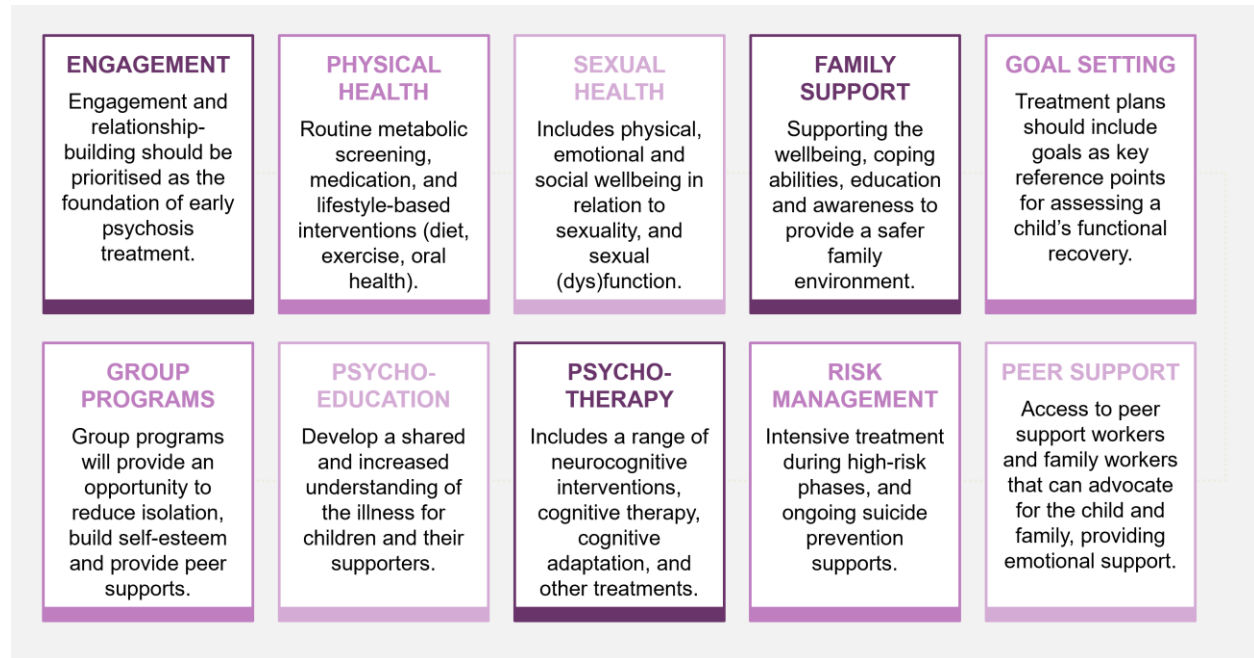 ENGAGEMENT
Engagement and
relationship-
building should be
prioritised as the
foundation of early
psychosis
treatment.
PHYSICAL
HEALTH
Routine metabolic
screening,
medication, and
lifestyle-based
interventions (diet,
exercise, oral
health).
SEXUAL
HEALTH
Includes physical,
emotional and
social wellbeing in
relation to
sexuality, and
sexual
(dys)function.
FAMILY
SUPPORT
Supporting the
wellbeing, coping
abilities, education
and awareness to
provide a safer
family
environment.
GOAL SETTING
Treatment plans
should include
goals as key
reference points
for assessing a
child’s functional
recovery.
GROUP
PROGRAMS
Group programs
will provide an
opportunity to
reduce isolation,
build self-esteem
and provide peer
supports.
PSYCHO-
EDUCATION
Develop a shared
and increased
understanding of
the illness for
children and their
supporters.
PSYCHO-
THERAPY
Includes a range of
neurocognitive
interventions,
cognitive therapy,
cognitive
adaptation, and
other treatments.
RISK
MANAGEMENT
Intensive treatment
during high-risk
phases, and
ongoing suicide
prevention
supports.
PEER SUPPORT
Access to peer
support workers
and family workers
that can advocate
for the child and
family, providing
emotional support.